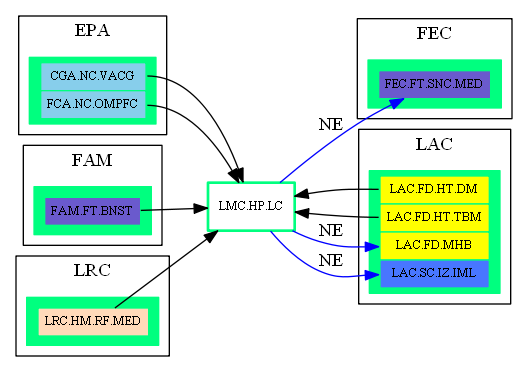 EPA
CGA.NC.VACG
FCA.NC.OMPFC
FAM
FAM.FT.BNST
LRC
LRC.HM.RF.MED
LMC.HP.LC
NE
NE
NE
FEC
FEC.FT.SNC.MED
LAC
LAC.FD.HT.DM
LAC.FD.HT.TBM
LAC.FD.MHB
LAC.SC.IZ.IML